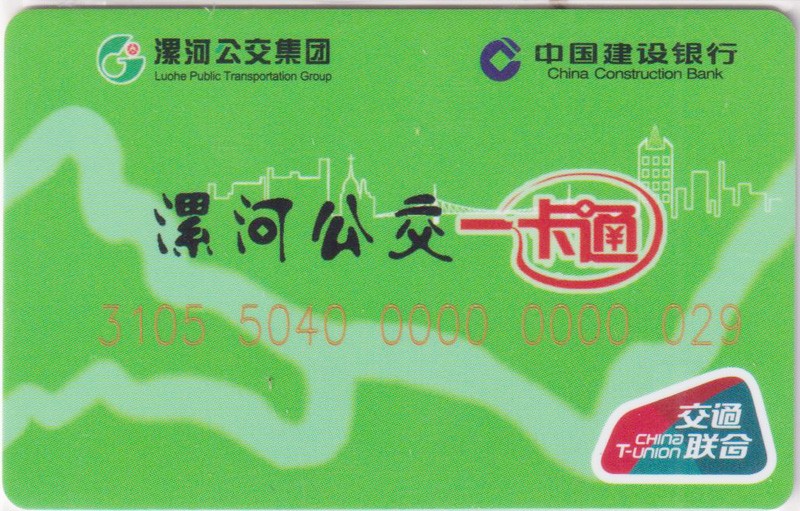 漯河公交集团
Luohe Public Transportation Group
中国建设银行
China Construction Bank
漯河公交一卡通
3105 5040 0000 0000 029
交通
联合
CHINA
T-UNION